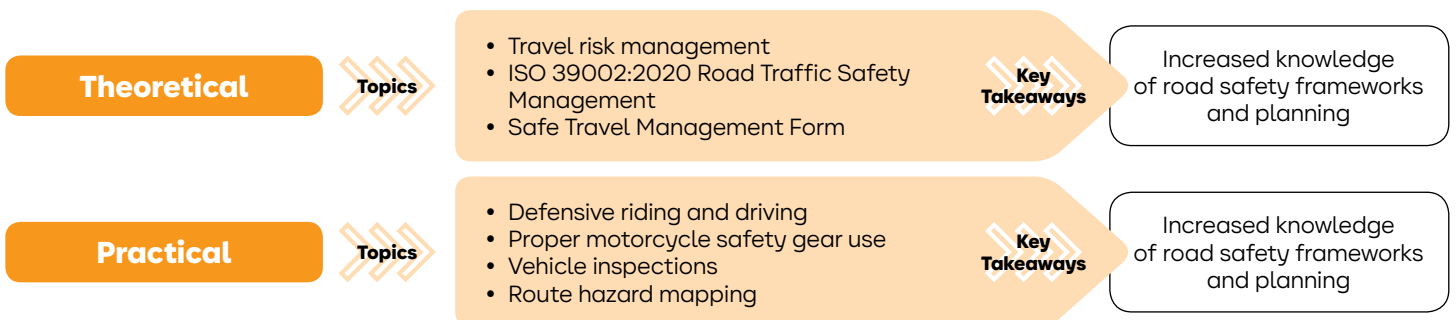 Theoretical
Topics
• Travel risk management
• ISO 39002:2020 Road Traffic Safety
Management
• Safe Travel Management Form
Key
Takeaways
Increased knowledge
of road safety frameworks
and planning
Practical
Topics
• Defensive riding and driving
• Proper motorcycle safety gear use
• Vehicle inspections
• Route hazard mapping
Key
Takeaways
Increased knowledge
of road safety frameworks
and planning